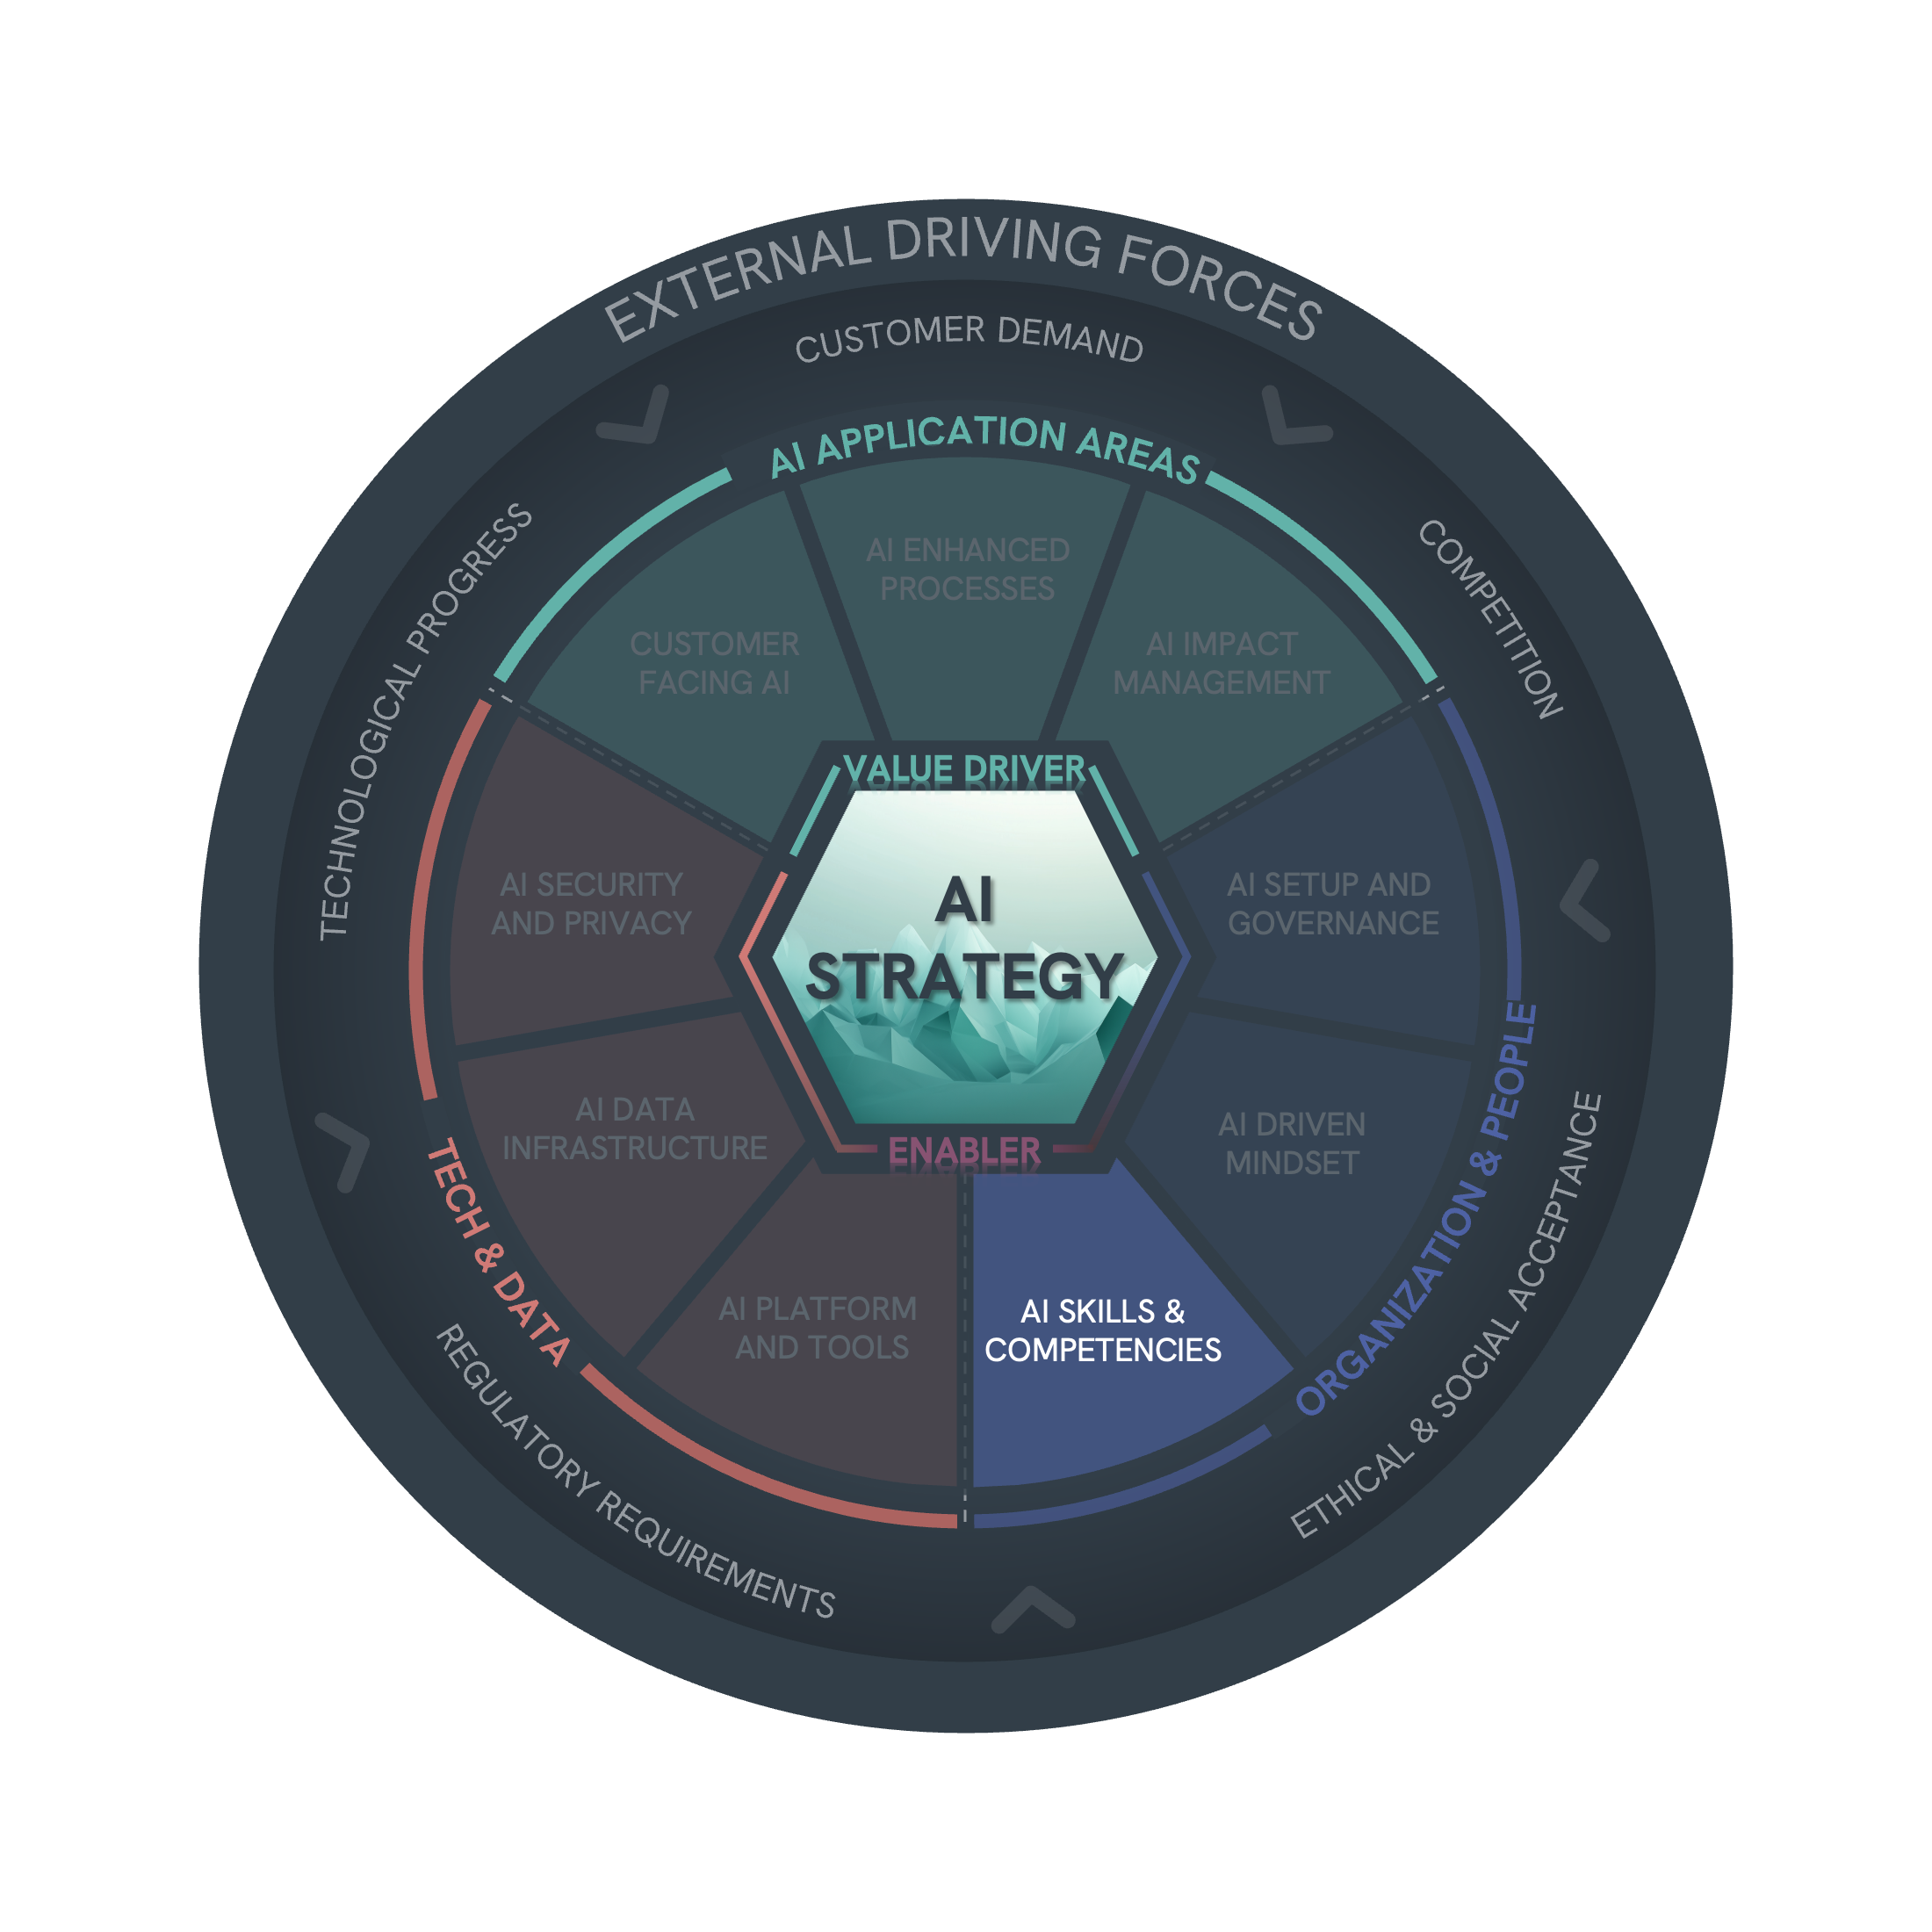 EXTERNAL DRIVING FORCES
CUSTOMER DEMAND
TECHNOLOGICAL PROGRESS
COMPETITION
AI APPLICATION AREAS
AI ENHANCED
PROCESSES
CUSTOMER
FACING AI
AI IMPACT
MANAGEMENT
VALUE DRIVER
AI
STRATEGY
ENABLER
AI SECURITY
AND PRIVACY
AI SETUP AND
GOVERNANCE
AI DATA
INFRASTRUCTURE
AI DRIVEN
MINDSET
AI PLATFORM
AND TOOLS
AI SKILLS &
COMPETENCIES
TECH & DATA
ORGANIZATION & PEOPLE
REGULATORY REQUIREMENTS
ETHICAL & SOCIAL ACCEPTANCE